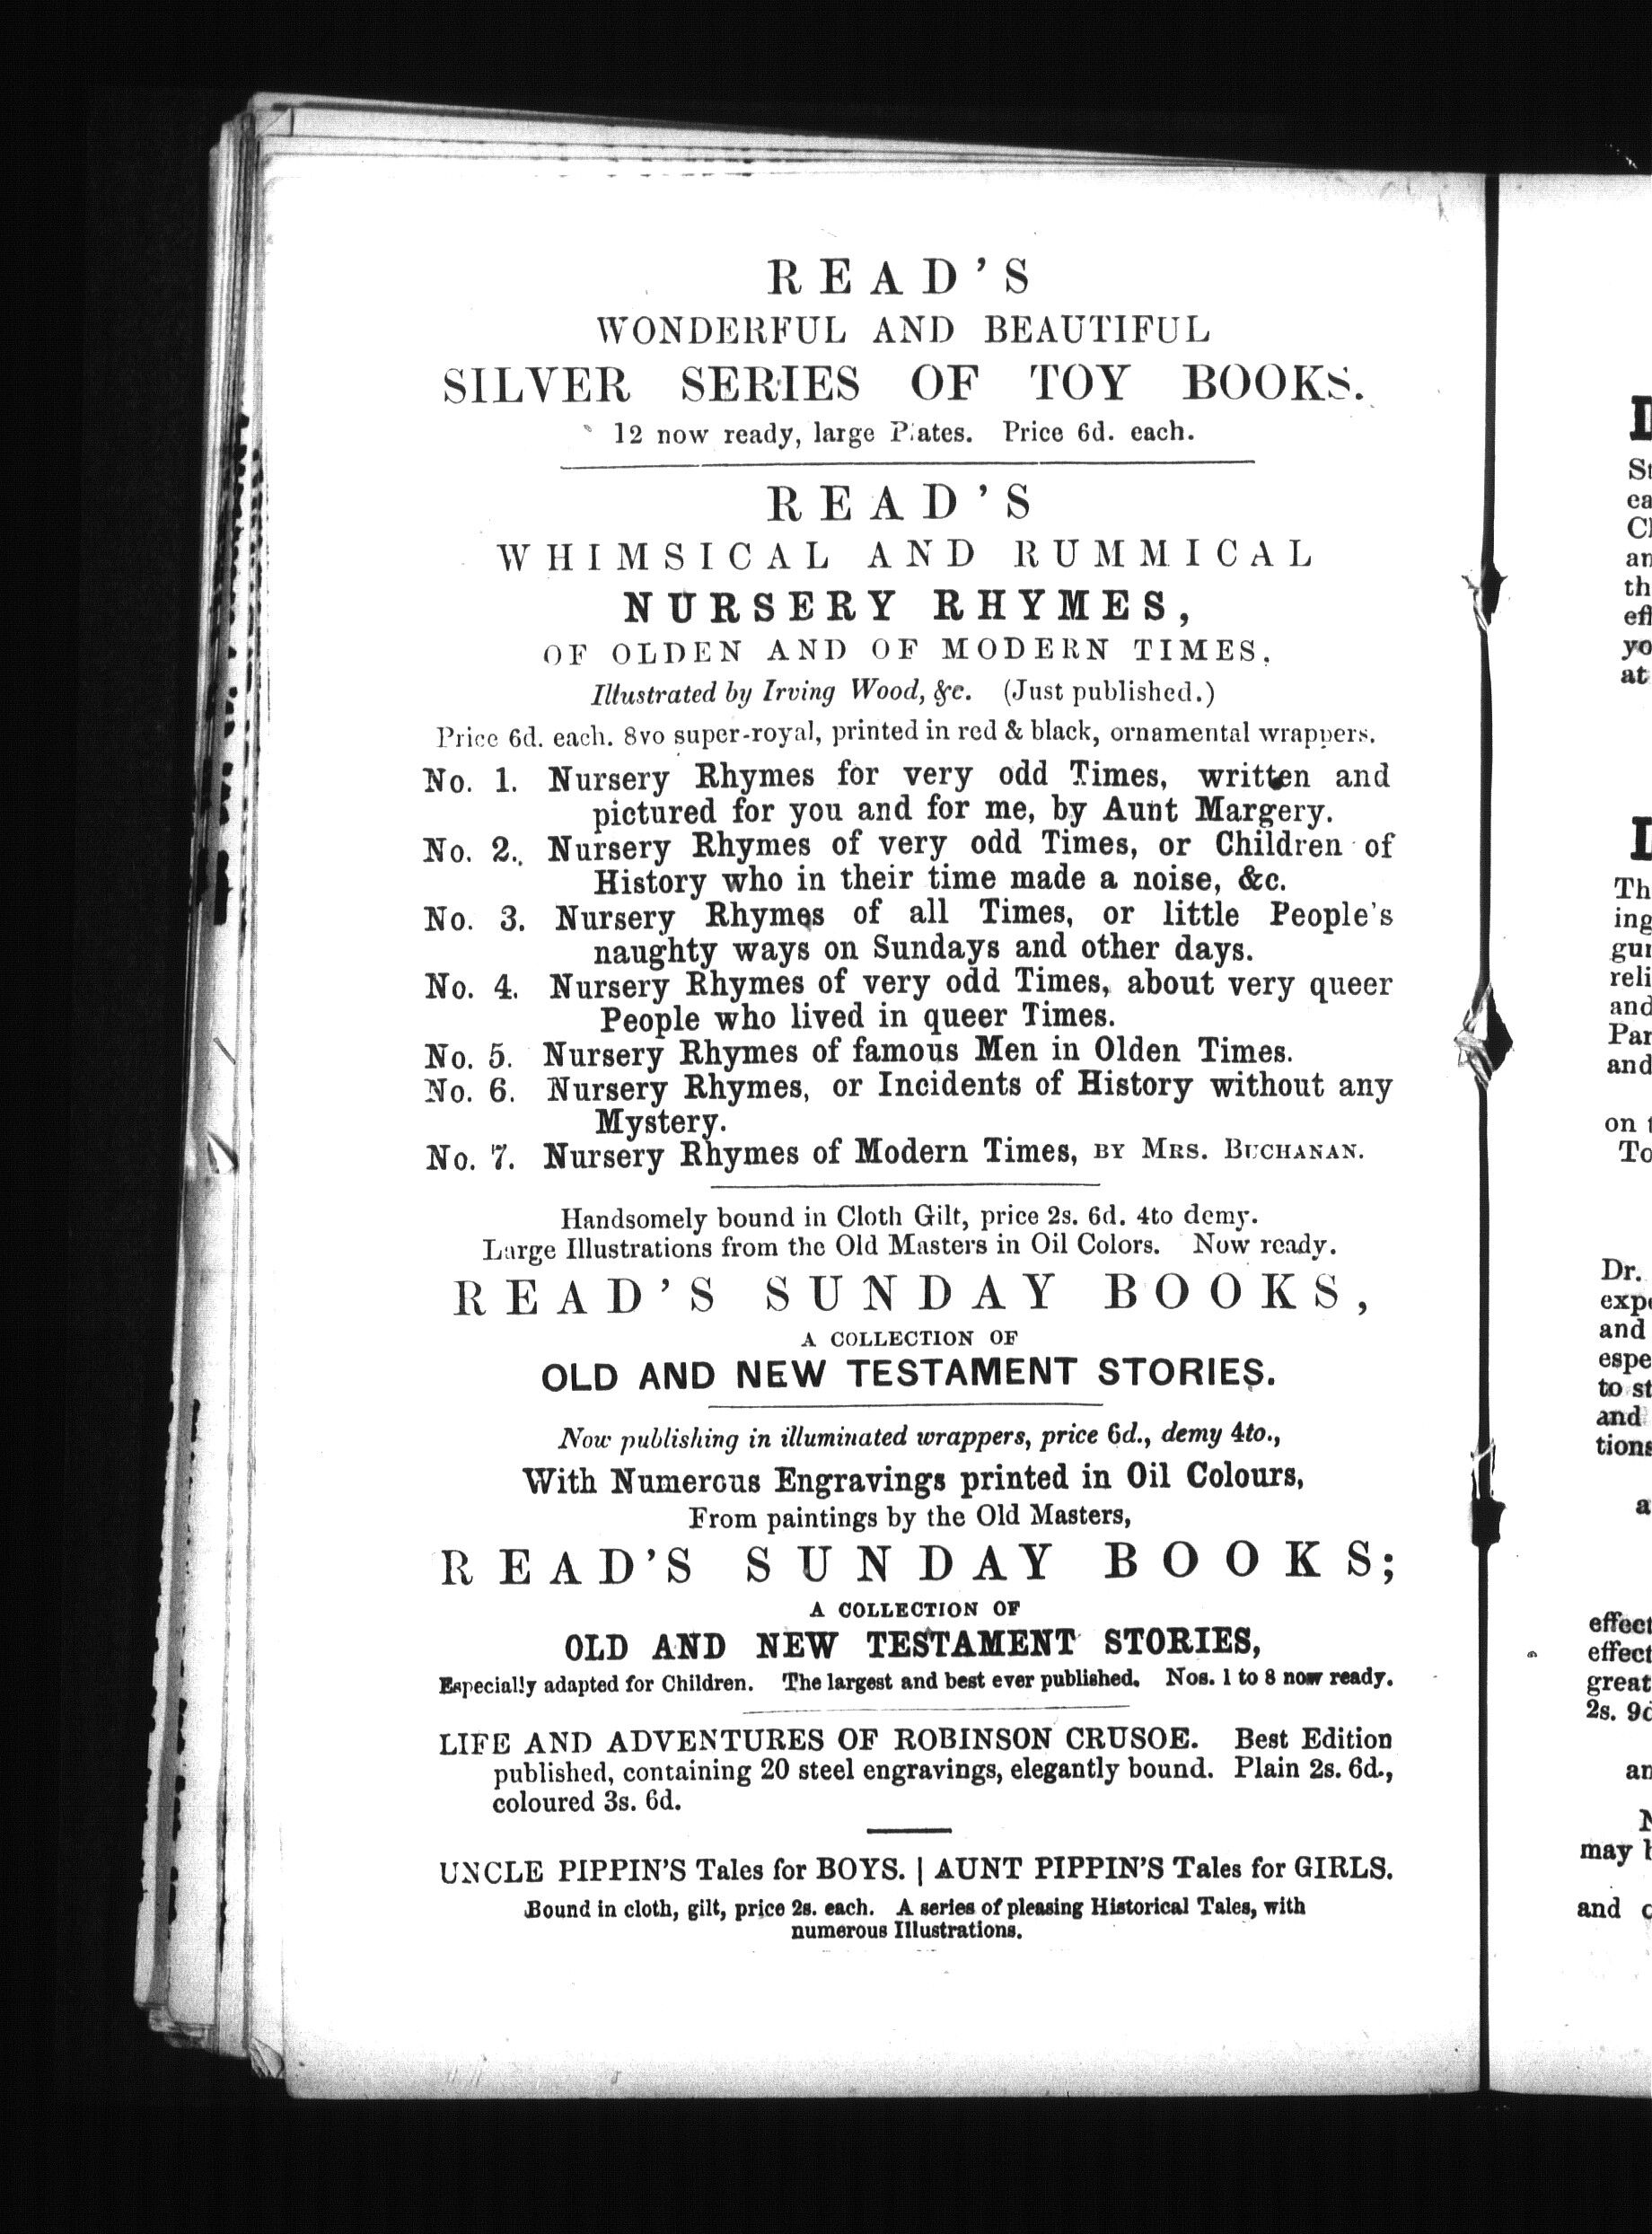 READ'S
WONDERFUL AND BEAUTIFUL
SILVER SERIES OF TOY BOOKS.
12 now ready, large Plates. Price 6d. each.
READ'S
WHIMSICAL AND RUMMICAL
NURSERY RHYMES,
OF OLDEN AND OF MODERN TIMES,
Illustrated by Irving Wood, &c. (Just published.)
Price 6d. each. 8vo super-royal, printed in red & black, ornamental wrappers.
No. 1. Nursery Rhymes for very odd Times, written and
pictured for you and for me, by Aunt Margery.
No. 2. Nursery Rhymes of very odd Times, or Children of
History who in their time made a noise, &c.
No. 3. Nursery Rhymes of all Times, or little People's
naughty ways on Sundays and other days.
No. 4. Nursery Rhymes of very odd Times, about very queer
People who lived in queer Times.
No. 5. Nursery Rhymes of famous Men in Olden Times.
No. 6. Nursery Rhymes, or Incidents of History without any
Mystery.
No. 7. Nursery Rhymes of Modern Times, BY MRS. BUCHANAN.
Handsomely bound in Cloth Gilt, price 2s. 6d. 4to demy.
Large Illustrations from the Old Masters in Oil Colors. Now ready.
READ'S SUNDAY BOOKS,
A COLLECTION OF
OLD AND NEW TESTAMENT STORIES.
Now publishing in illuminated wrappers, price 6d., demy 4to.,
With Numerous Engravings printed in Oil Colours,
From paintings by the Old Masters,
READ'S SUNDAY BOOKS;
A COLLECTION OF
OLD AND NEW TESTAMENT STORIES,
Especially adapted for Children. The largest and best ever published. Nos. 1 to 8 now ready.
LIFE AND ADVENTURES OF ROBINSON CRUSOE. Best Edition
published, containing 20 steel engravings, elegantly bound. Plain 2s. 6d.,
coloured 3s. 6d.
UNCLE PIPPIN'S Tales for BOYS. | AUNT PIPPIN'S Tales for GIRLS.
Bound in cloth, gilt, price 2s. each. A series of pleasing Historical Tales, with
numerous Illustrations.
and
and
on
Dr.
and
to
and
2s.
may
and